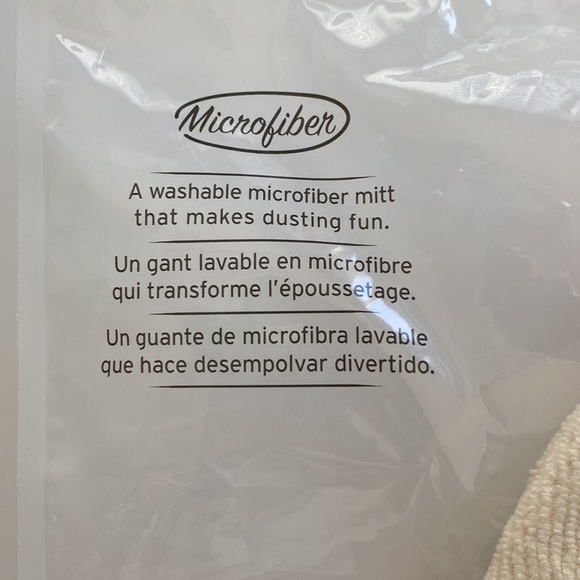 Microfiber
A washable microfiber mitt
that makes dusting fun.
Un gant lavable en microfibre
qui transforme l'époussetage.
Un guante de microfibra lavable
que hace desempolvar divertido.